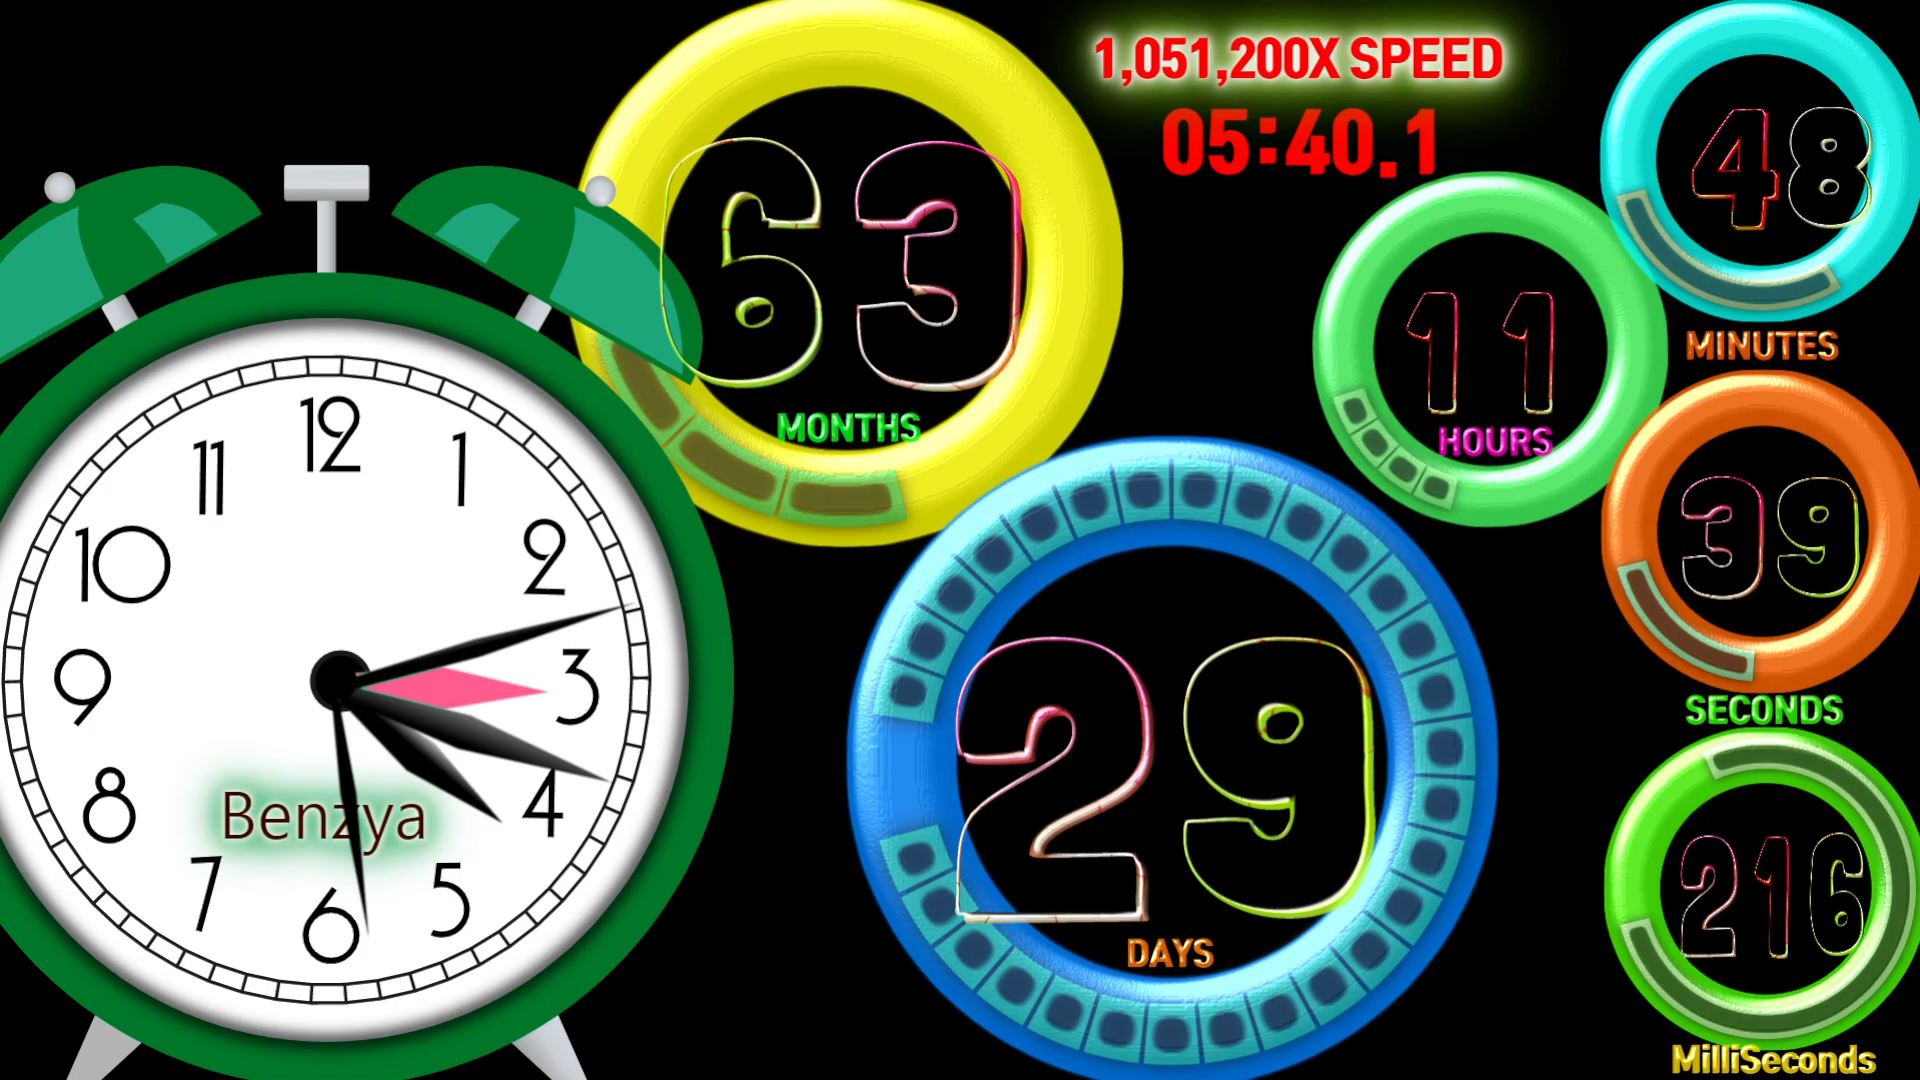 1,051,200X SPEED
05:40.1
63
MONTHS
11
HOURS
48
MINUTES
39
SECONDS
29
DAYS
216
MilliSeconds
12
1
2
3
4
5
6
7
8
9
10
11
Benzya